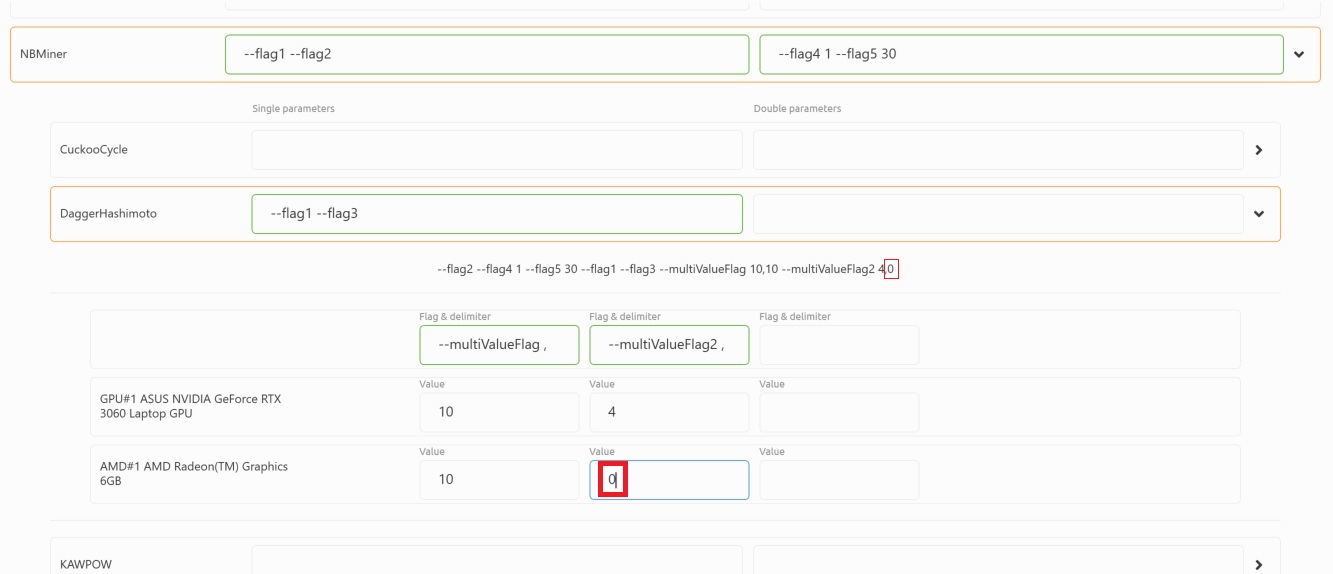 NBMiner --flag1 --flag2 --flag4 1 --flag5 30
Single parameters Double parameters
CuckooCycle
DaggerHashimoto --flag1 --flag3
--flag2 --flag4 1 --flag5 30 --flag1 --flag3 --multiValueFlag 10,10 --multiValueFlag2 4,0
Flag & delimiter Flag & delimiter Flag & delimiter
--multiValueFlag , --multiValueFlag2 ,
Value Value Value
GPU#1 ASUS NVIDIA GeForce RTX
3060 Laptop GPU
10 4
Value Value Value
AMD#1 AMD Radeon(TM) Graphics
6GB
10 0
KAWPOW